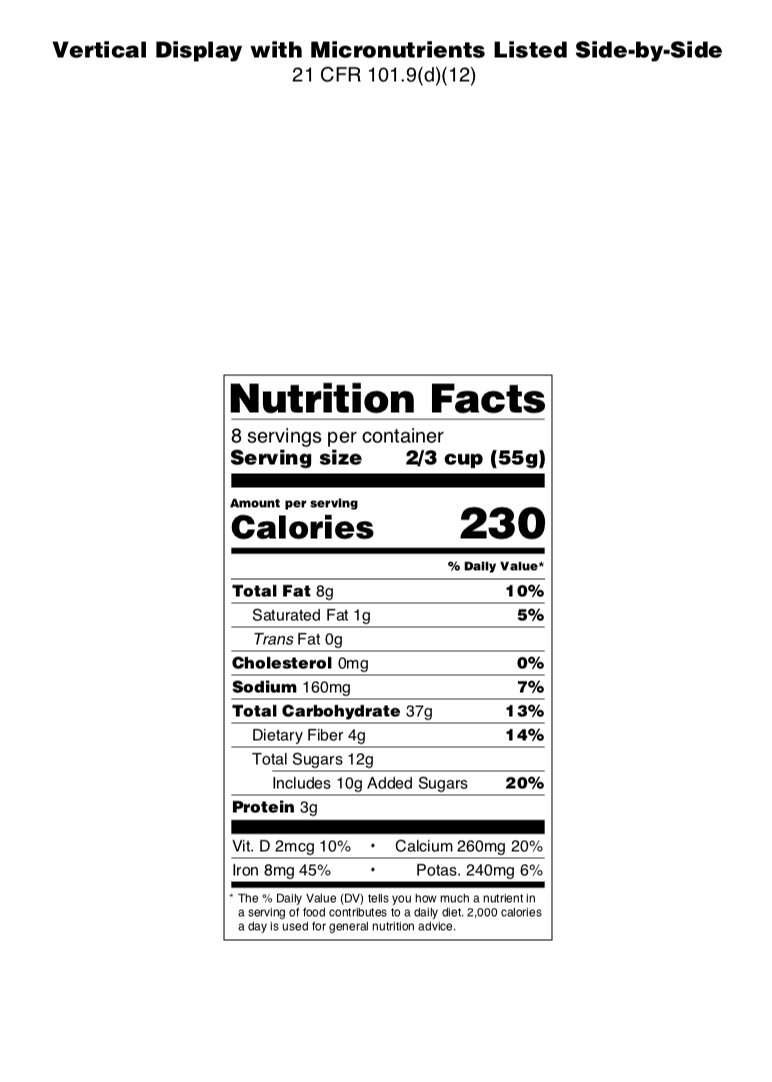 Vertical Display with Micronutrients Listed Side-by-Side
21 CFR 101.9(d)(12)
Nutrition Facts
8 servings per container
Serving size 2/3 cup (55g)
Amount per serving
Calories 230
% Daily Value*
Total Fat 8g 10%
Saturated Fat 1g 5%
Trans Fat 0g
Cholesterol 0mg 0%
Sodium 160mg 7%
Total Carbohydrate 37g 13%
Dietary Fiber 4g 14%
Total Sugars 12g
Includes 10g Added Sugars 20%
Protein 3g
Vit. D 2mcg 10% • Calcium 260mg 20%
Iron 8mg 45% • Potas. 240mg 6%
* The % Daily Value (DV) tells you how much a nutrient in
a serving of food contributes to a daily diet. 2,000 calories
a day is used for general nutrition advice.